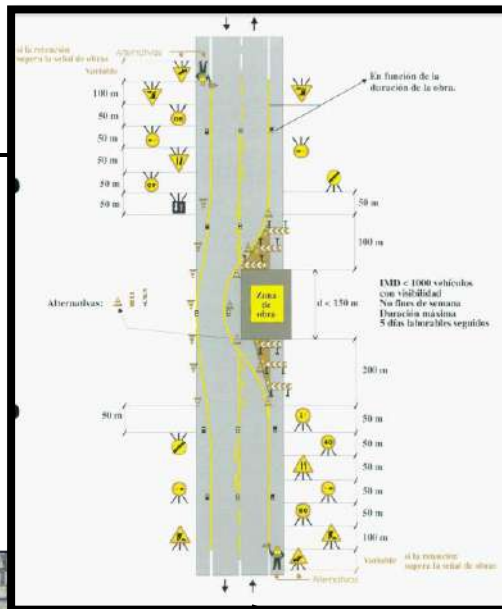 si la retención
supera la señal de obras
Alternativas
Variable
100 m
50 m
50 m
50 m
50 m
50 m
En función de la
duración de la obra.
50 m
100 m
Alternativas:
Zona
de
obra
d < 150 m
IMD < 1000 vehículos
con visibilidad
No fines de semana
Duración máxima
5 días laborables seguidos
200 m
50 m
50 m
50 m
50 m
50 m
50 m
100 m
Variable
si la retención
supera la señal de obras
Alternativas